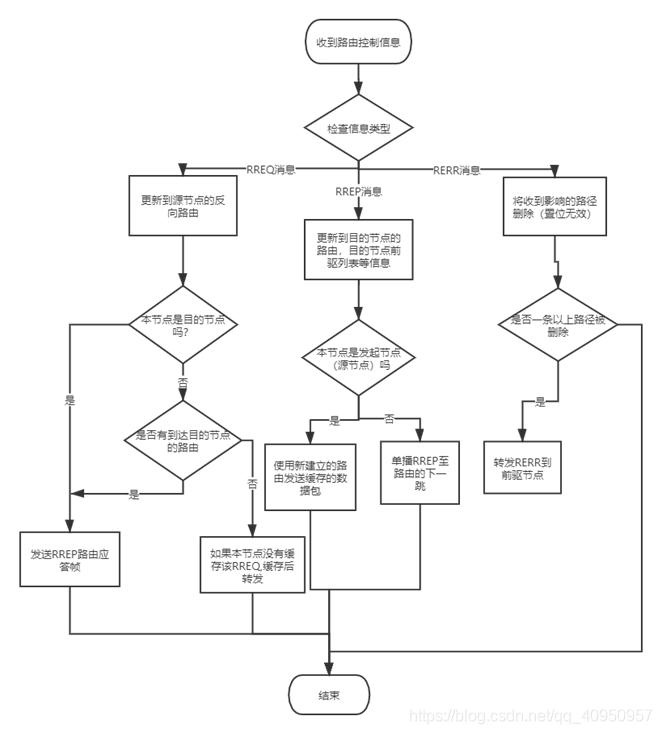 收到路由控制信息
检查信息类型
RREQ消息
RREP消息
RERR消息
更新到源节点的反
向路由
更新到目的节点的
路由，目的节点前
驱列表等信息
将收到影响的路径
删除（置位无效）
本节点是目的节点
吗？
本节点是发起节点
（源节点）吗
是否一条以上路径被
删除
是
否
是
否
是
是否有到达目的节点
的路由
使用新建立的路
由发送缓存的数
据包
单播RREP至
路由的下一
跳
转发RERR到
前驱节点
是
否
发送RREP路由应
答帧
如果本节点没有缓
存该RREQ,缓存后
转发
结束
https://blog.csdn.net/qq_40950957